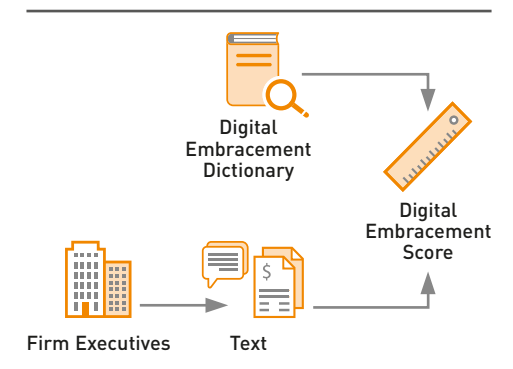 Digital
Embracement
Dictionary
Digital
Embracement
Score
$
Firm Executives
Text